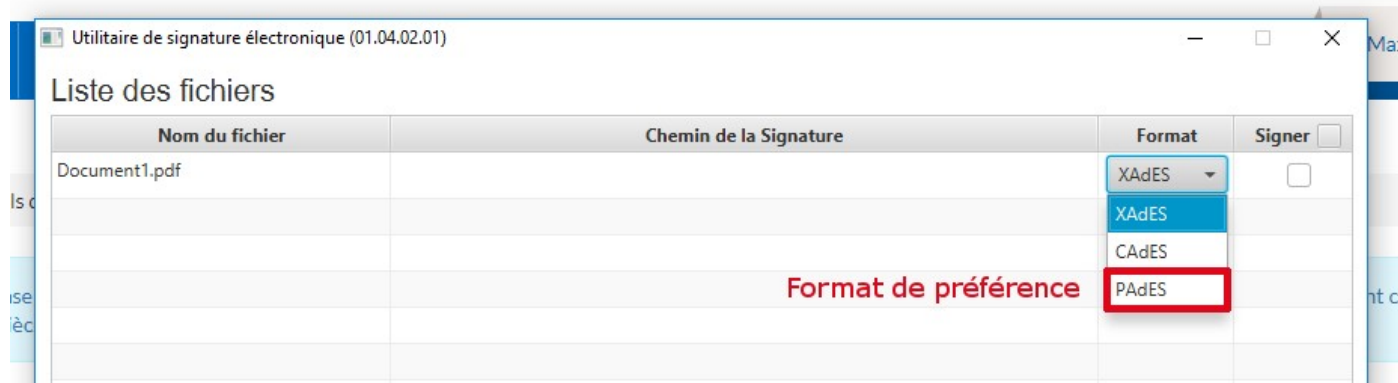 Utilitaire de signature électronique (01.04.02.01)
Liste des fichiers
Nom du fichier Chemin de la Signature Format Signer
Document1.pdf XAdES
XAdES
CAdES
Format de préférence PAdES